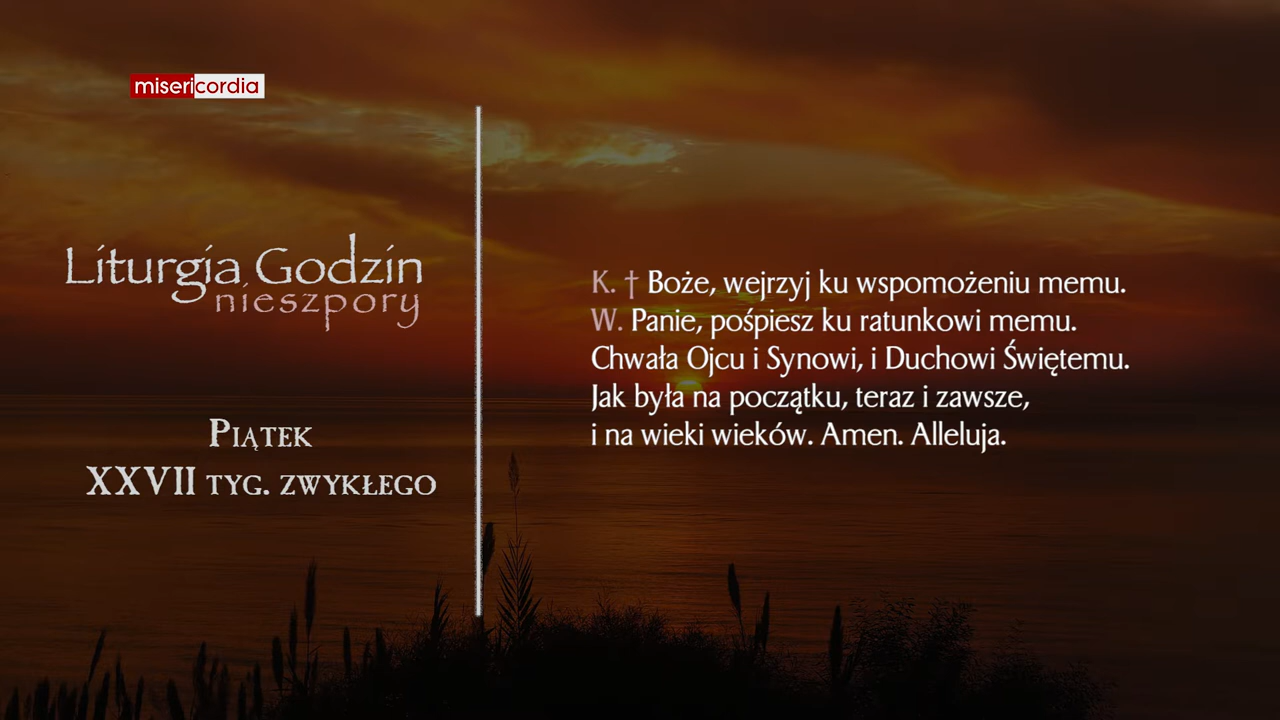 misericordia
Liturgia Godzin
nieszpory
Piątek
XXVII tyg. zwykłego
K. † Boże, wejrzyj ku wspomożeniu memu.
W. Panie, pośpiesz ku ratunkowi memu.
Chwała Ojcu i Synowi, i Duchowi Świętemu.
Jak była na początku, teraz i zawsze,
i na wieki wieków. Amen. Alleluja.